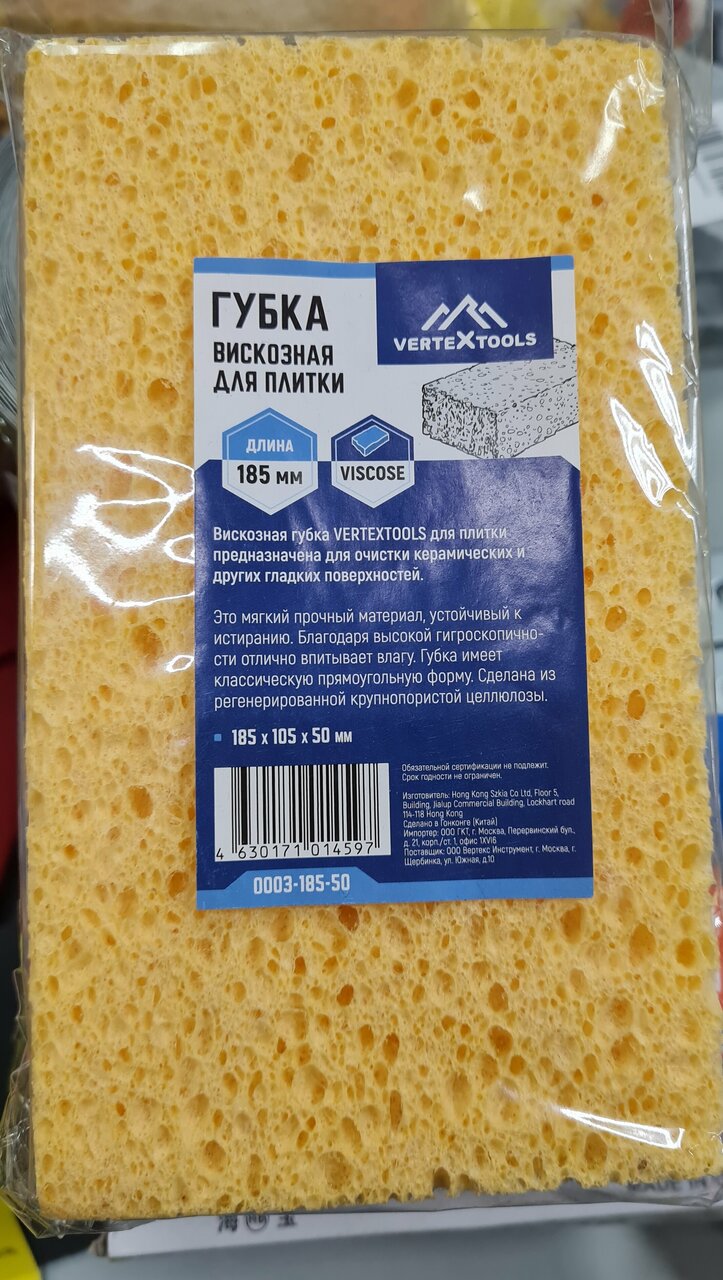 ГУБКА
ВИСКОЗНАЯ
ДЛЯ ПЛИТКИ
VERTEXTOOLS
ДЛИНА
185 мм
VISCOSE
Вискозная губка VERTEXTOOLS для плитки
предназначена для очистки керамических и
других гладких поверхностей.
Это мягкий прочный материал, устойчивый к
истиранию. Благодаря высокой гигроскопично-
сти отлично впитывает влагу. Губка имеет
классическую прямоугольную форму. Сделана из
регенерированной крупнопористой целлюлозы.
185 x 105 x 50 мм
Обязательной сертификации не подлежит.
Срок годности не ограничен.
Изготовитель: Hong Kong Szkia Co Ltd, Floor 5,
Building, Jialup Commercial Building, Lockhart road
114-118 Hong Kong
Сделано в Гонконге (Китай)
Импортер: ООО ГКТ, г. Москва, Перервинский бул.,
д. 21, корп./ст. 1, офис 1XVI6
Поставщик: ООО Вертекс Инструмент, г. Москва, г.
Щербинка, ул. Южная, д.10
4 630171 014597
0003-185-50